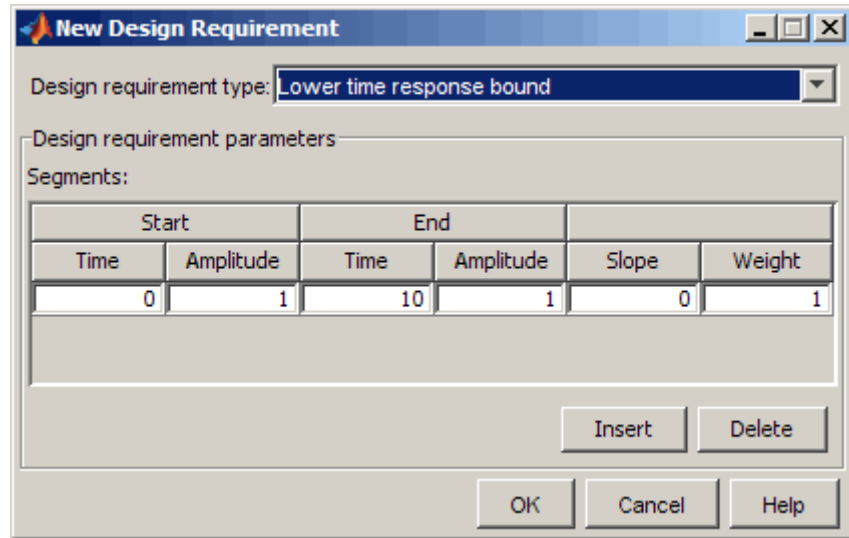 New Design Requirement
Design requirement type: Lower time response bound
Design requirement parameters
Segments:
Start End
Time Amplitude Time Amplitude Slope Weight
0 1 10 1 0 1
Insert Delete
OK Cancel Help